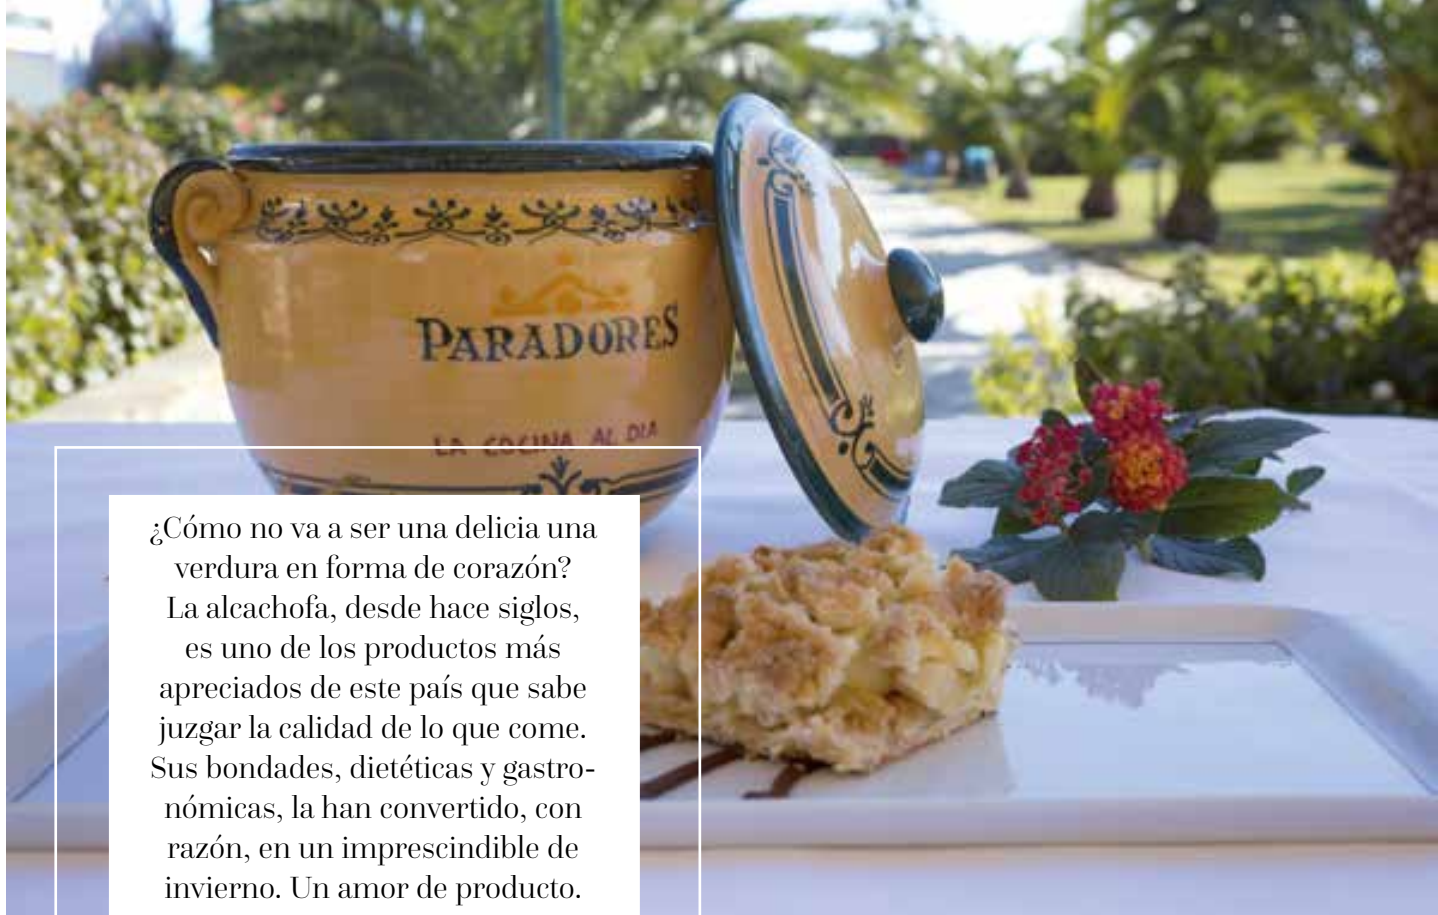 PARADORES
LA COCINA AL DIA
¿Cómo no va a ser una delicia una
verdura en forma de corazón?
La alcachofa, desde hace siglos,
es uno de los productos más
apreciados de este país que sabe
juzgar la calidad de lo que come.
Sus bondades, dietéticas y gastro-
nómicas, la han convertido, con
razón, en un imprescindible de
invierno. Un amor de producto.